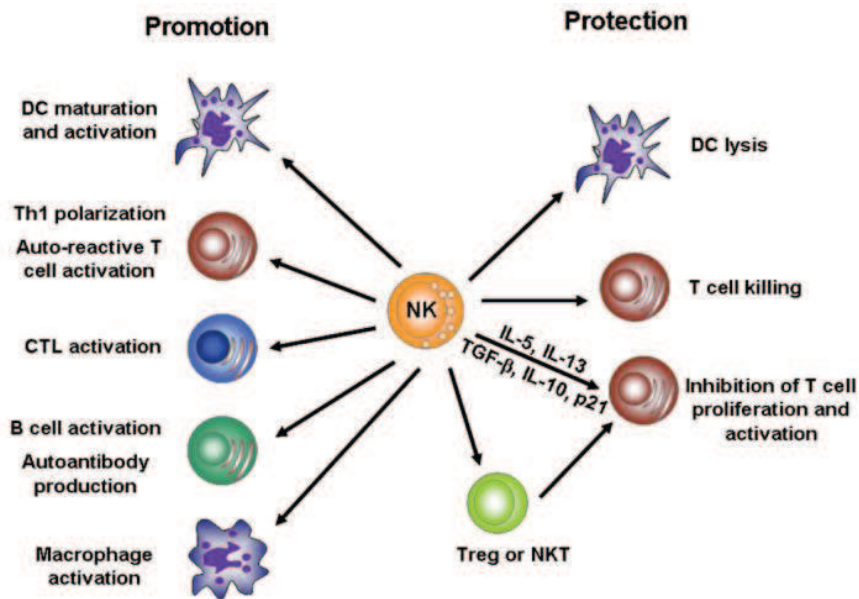 Promotion
Protection
DC maturation
and activation
DC lysis
Th1 polarization
Auto-reactive T
cell activation
NK
T cell killing
CTL activation
IL-5, IL-13
TGF-β, IL-10, p21
Inhibition of T cell
proliferation and
activation
B cell activation
Autoantibody
production
Treg or NKT
Macrophage
activation